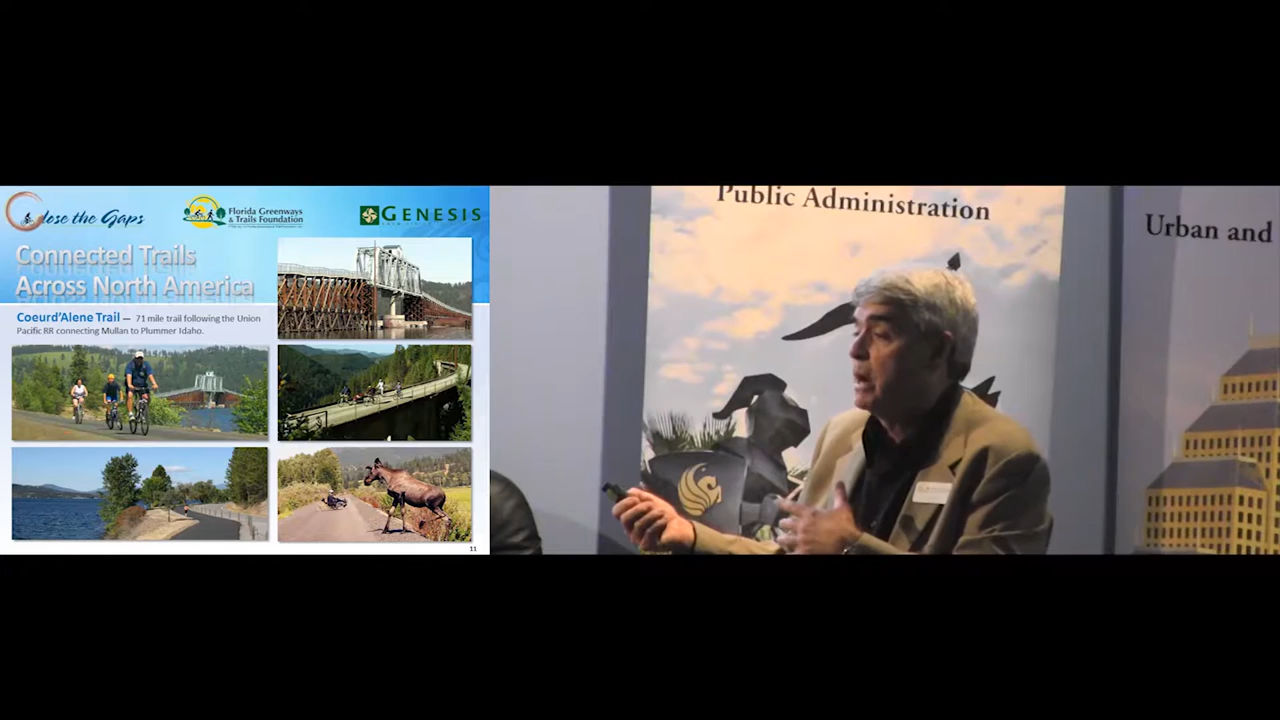 Close the Gaps
Florida Greenways
& Trails Foundation
GENESIS
Connected Trails
Across North America
Coeurd'Alene Trail — 71 mile trail following the Union
Pacific RR connecting Mullan to Plummer Idaho.
11
Public Administration
Urban and